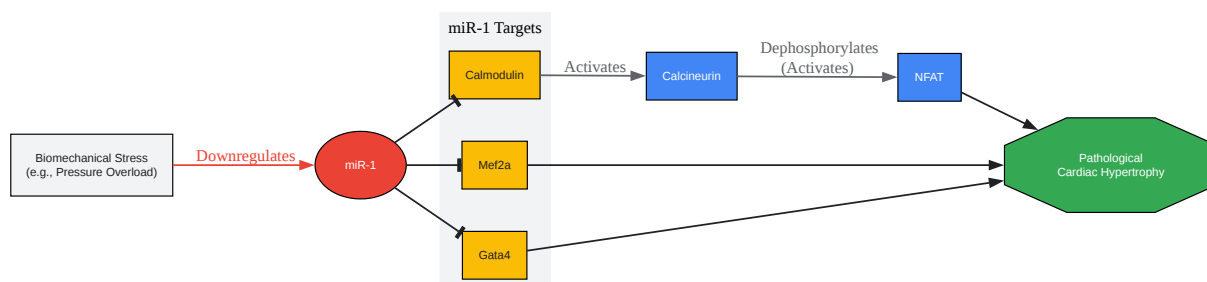 miR-1 Targets
Calmodulin
Activates
Calcineurin
Dephosphorylates
(Activates)
NFAT
Biomechanical Stress
(e.g., Pressure Overload)
Downregulates
miR-1
Mef2a
Pathological
Cardiac Hypertrophy
Gata4